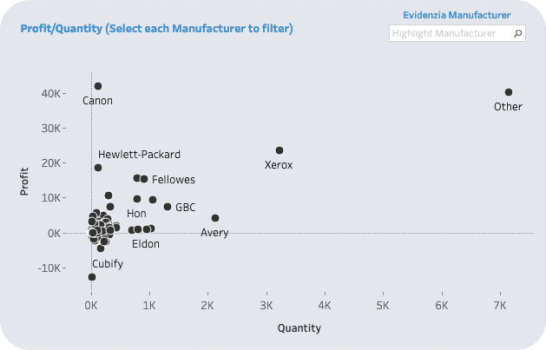 Evidenzia Manufacturer
Profit/Quantity (Select each Manufacturer to filter)
Highlight Manufacturer
40K
Canon
Other
30K
Xerox
20K
Hewlett-Packard
Fellowes
Profit
10K
Hon
GBC
Avery
0K
Eldon
Cubify
-10K
0K 1K 2K 3K 4K 5K 6K 7K
Quantity